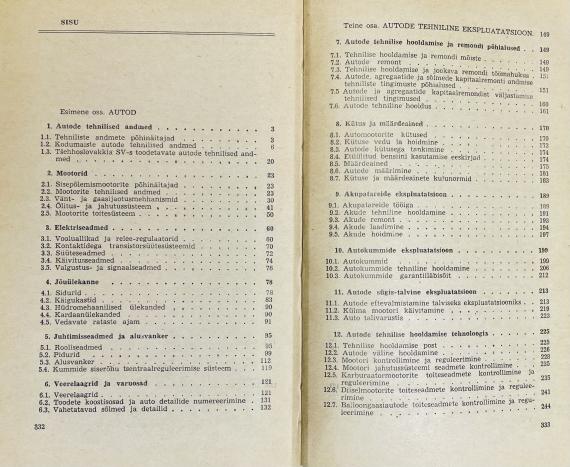 SISU
Esimene osa. AUTOD
1. Autode tehnilised andmed . . . 3
1.1. Tehniliste andmete põhinäitajad . . . 3
1.2. Kodumaiste autode tehnilised andmed . . . 6
1.3. Tšehhoslovakkia SV-s toodetavate autode tehnilised and-
med . . . 20
2. Mootorid . . . 23
2.1. Sisepõlemismootorite põhinäitajad . . . 23
2.2. Mootorite tehnilised andmed . . . 23
2.3. Vänt- ja gaasijaotusmehhanismid . . . 30
2.4. Õlitus- ja jahutussüsteem . . . 41
2.5. Mootorite toitesüsteem . . . 50
3. Elektriseadmed . . . 60
3.1. Vooluallikad ja relee-regulaatorid . . . 60
3.2. Kontaktidega transistorsüütesüsteemid . . . 70
3.3. Süüteseadmed . . . 72
3.4. Käivituseadmed . . . 74
3.5. Valgustus- ja signaalseadmed . . . 76
4. Jõuülekanne . . . 78
4.1. Sidurid . . . 78
4.2. Käigukastid . . . 83
4.3. Hüdromehaanilised ülekanded . . . 90
4.4. Kardaanülekanded . . . 90
4.5. Vedavate rataste ajam . . . 91
5. Juhtimisseadmed ja alusvanker . . . 95
5.1. Rooliseadmed . . . 95
5.2. Pidurid . . . 99
5.3. Alusvanker . . . 112
5.4. Kummide siserõhu tsentraalreguleerimise süsteem . . . 119
6. Veerelaagrid ja varuosad . . . 121
6.1. Veerelaagrid . . . 121
6.2. Toodete koostisosad ja auto detailide numereerimine . 131
6.3. Vahetatavad sõlmed ja detailid . . . 132
332
Teine osa. AUTODE TEHNILINE EKSPLUATATSIOON. 149
7. Autode tehnilise hooldamise ja remondi põhialused . . 149
7.1. Tehnilise hooldamise ja remondi mõiste . . . 149
7.2. Autode remont . . . 149
7.3. Tehnilise hooldamise ja jooksva remondi töömahukus . 151
7.4. Autode, agregaatide ja sõlmede kapitaalremonti andmise
tehniliste tingimuste põhjalused . . . 151
7.5. Autode ja agregaatide kapitaalremondist väljastamise
tehnilised tingimused . . . 160
7.6. Autode tehniline hooldus . . . 161
8. Kütus ja määrdeained . . . 170
8.1. Automootorite kütused . . . 170
8.2. Kütuse vedu ja hoidmine . . . 172
8.3. Autode kütusega tankimine . . . 174
8.4. Etüülitud bensiini kasutamise eeskirjad . . . 174
8.5. Määrdeained . . . 175
8.6. Autode määrimine . . . 181
8.7. Kütuse ja määrdeainete kulunormid . . . 183
9. Akupatareide ekspluatatsioon . . . 189
9.1. Akupatareide tööiga . . . 189
9.2. Akude tehniline hooldamine . . . 191
9.3. Akude remont . . . 193
9.4. Akude laadimine . . . 194
9.5. Akude hoidmine . . . 197
10. Autokummide ekspluatatsioon . . . 199
10.1. Autokummid . . . 199
10.2. Autokummide tehniline hooldamine . . . 206
10.3. Autokummide garantiiläbisõit . . . 212
11. Autode sügis-talvine ekspluatatsioon . . . 213
11.1. Autode ettevalmistamine talviseks ekspluatatsiooniks . . 213
11.2. Külma mootori käivitamine . . . 219
11.3. Auto talivarustus . . . 222
12. Autode tehnilise hooldamise tehnoloogia . . . 225
12.1. Tehnilise hooldamise post . . . 225
12.2. Autode väline hooldamine . . . 226
12.3. Mootori kontrollimine ja reguleerimine . . . 228
12.4. Mootori jahutussüsteemi seadmete kontrollimine . . 235
12.5. Karburaatormootorite toiteseadmete kontrollimine ja
reguleerimine . . . 235
12.6. Diiselmootorite toiteseadmete kontrollimine ja regulee-
rimine . . . 241
12.7. Balloongaasiautode toiteseadmete kontrollimine ja regu-
leerimine . . . 244
333